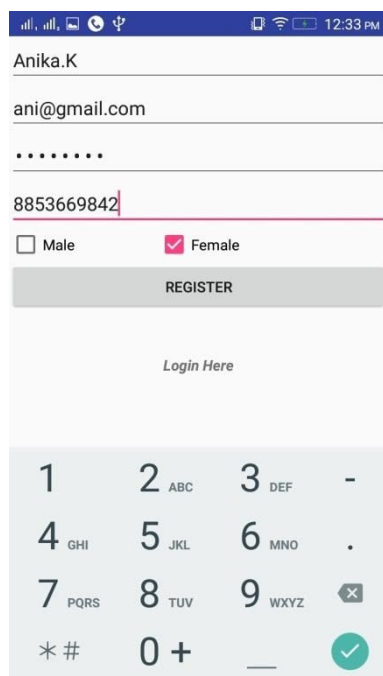 12:33 PM
Anika.K
ani@gmail.com
••••••••
8853669842
Male Female
REGISTER
Login Here
1 2 ABC 3 DEF -
4 GHI 5 JKL 6 MNO .
7 PQRS 8 TUV 9 WXYZ
*# 0 + _